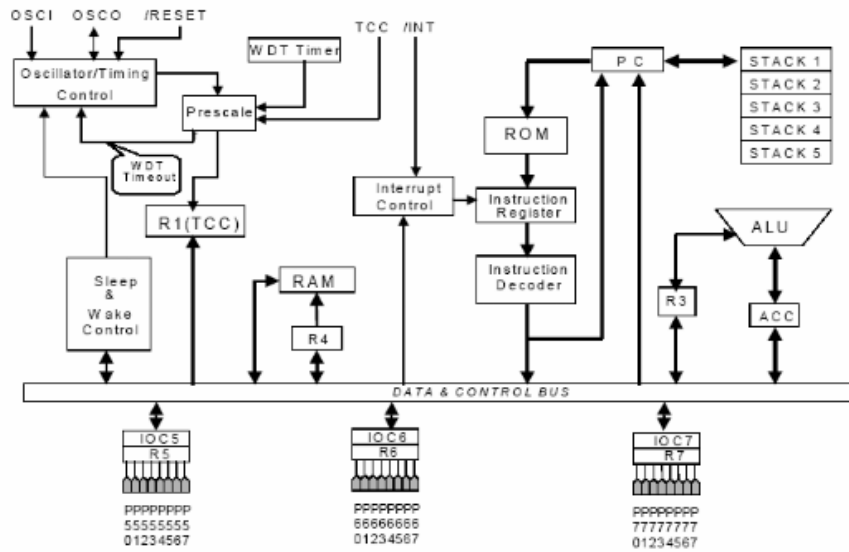 OSCI OSCO /RESET
TCC /INT
WDT Timer
PC
STACK 1
STACK 2
STACK 3
STACK 4
STACK 5
Oscillator/Timing
Control
Prescale
ROM
WDT
Timeout
Interrupt
Control
Instruction
Register
R1(TCC)
ALU
Sleep
&
Wake
Control
RAM
Instruction
Decoder
R3
ACC
R4
DATA & CONTROL BUS
IOC5
R5
IOC6
R6
IOC7
R7
PPPPPPPP
55555555
01234567
PPPPPPPP
66666666
01234567
PPPPPPPP
77777777
01234567